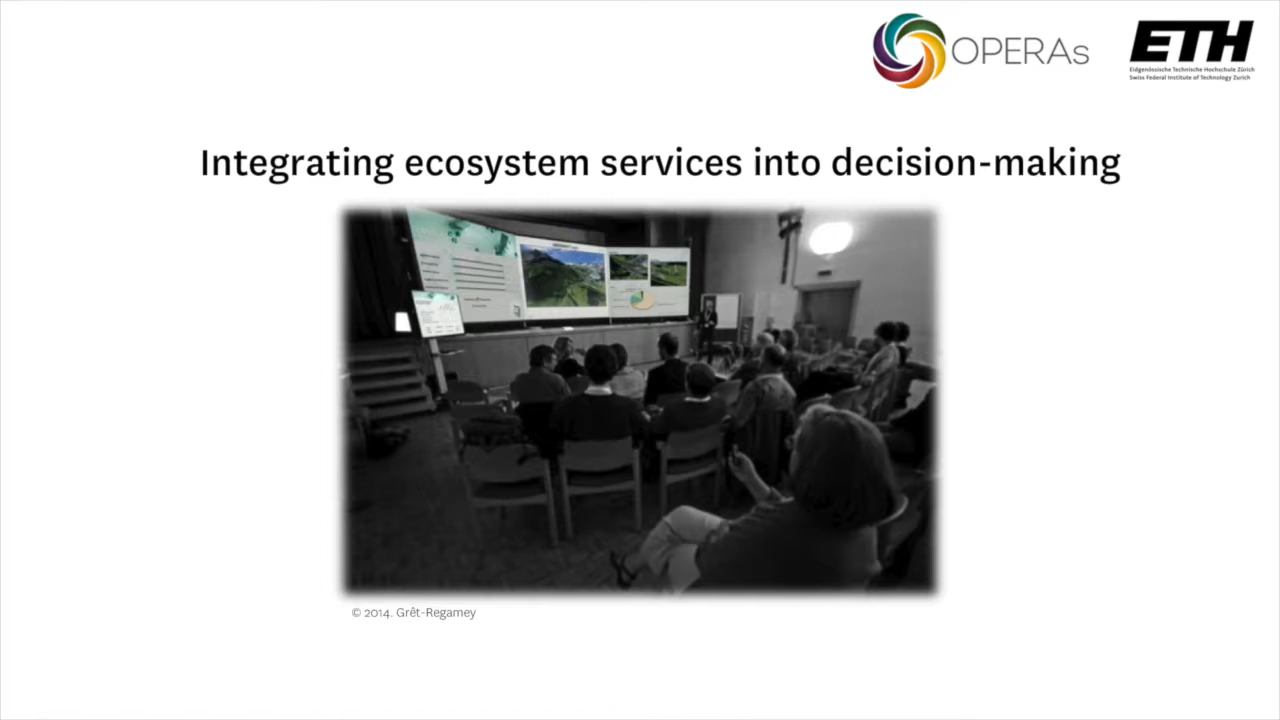 OPERAs
ETH
Eidgenössische Technische Hochschule Zürich
Swiss Federal Institute of Technology Zurich
Integrating ecosystem services into decision-making
© 2014. Grêt-Regamey